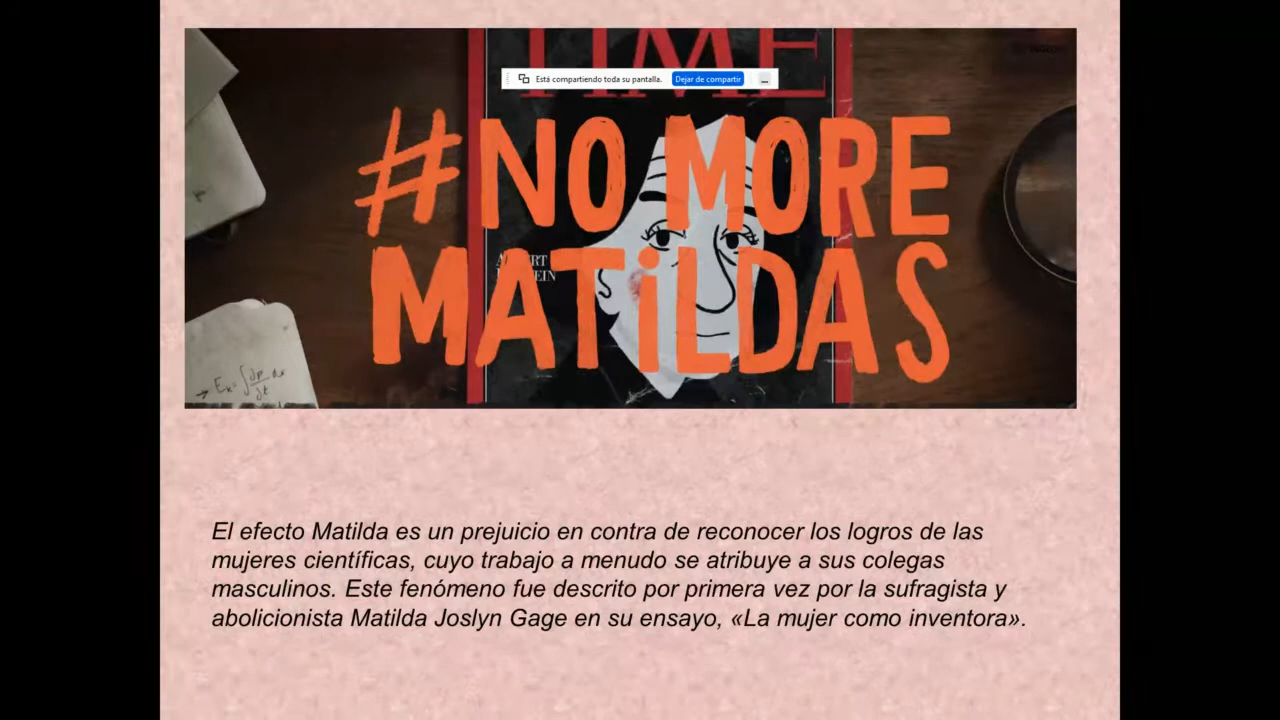 TIME
Está compartiendo toda su pantalla. Dejar de compartir
#NO MORE
MATiLDAS
El efecto Matilda es un prejuicio en contra de reconocer los logros de las
mujeres científicas, cuyo trabajo a menudo se atribuye a sus colegas
masculinos. Este fenómeno fue descrito por primera vez por la sufragista y
abolicionista Matilda Joslyn Gage en su ensayo, «La mujer como inventora».